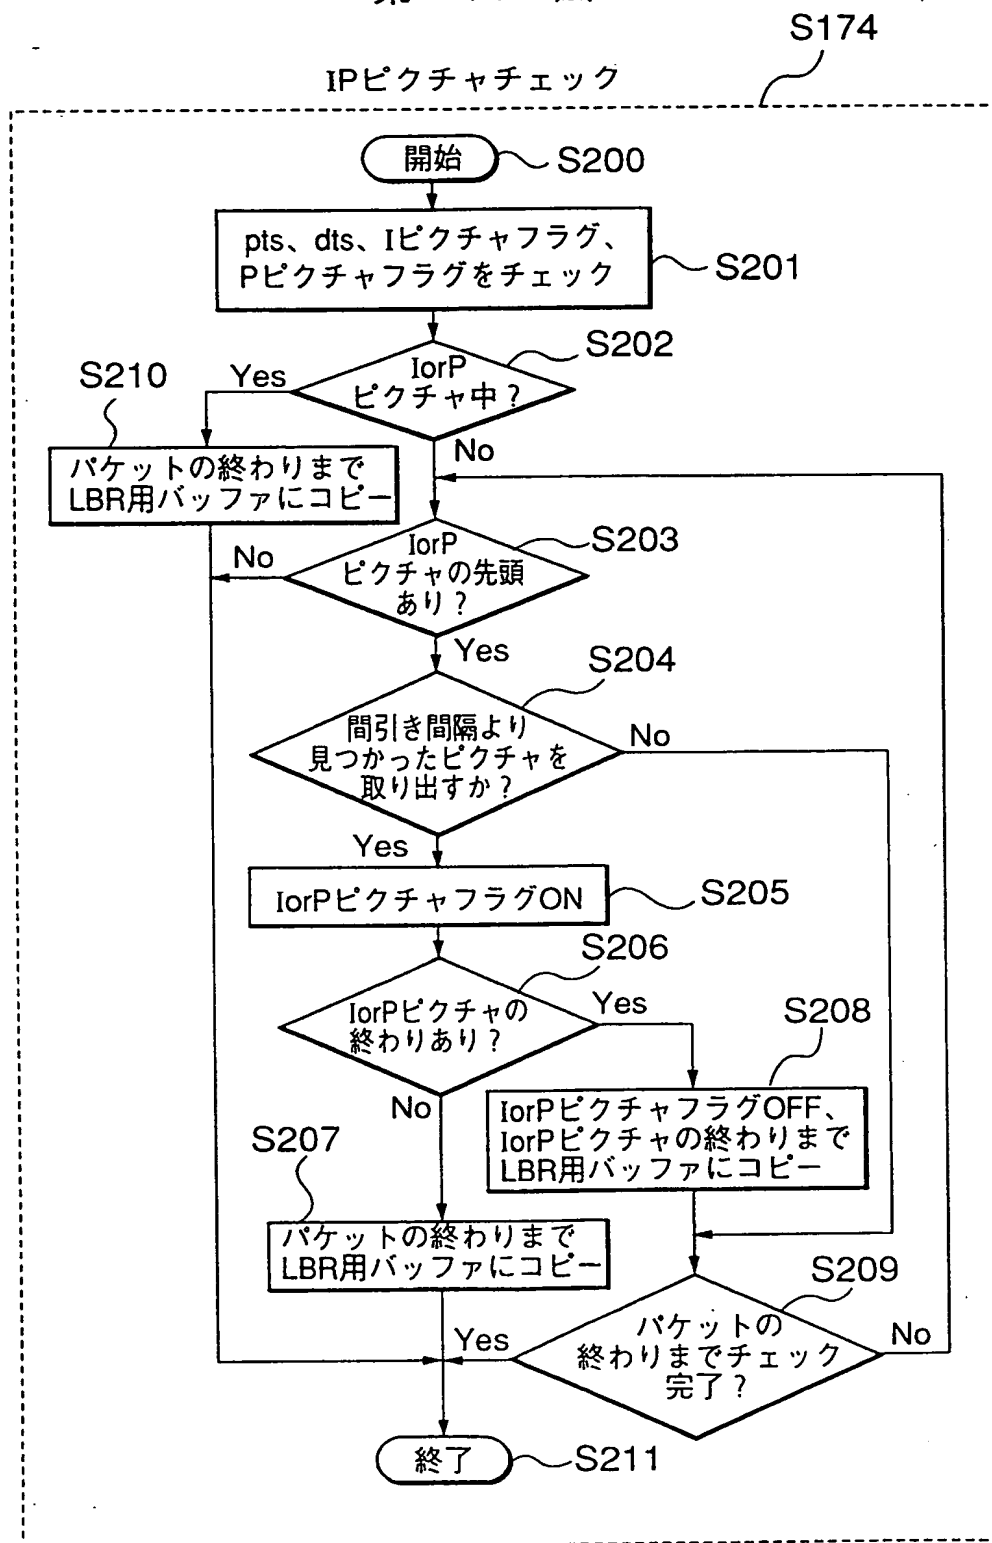 S174
IPピクチャチェック
開始
S200
pts、dts、Iピクチャフラグ、
Pピクチャフラグをチェック
S201
S202
IorP
ピクチャ中?
Yes
No
S210
パケットの終わりまで
LBR用バッファにコピー
S203
IorP
ピクチャの先頭
あり?
No
Yes
S204
間引き間隔より
見つかったピクチャを
取り出すか?
No
Yes
IorPピクチャフラグON
S205
S206
IorPピクチャの
終わりあり?
Yes
No
S208
IorPピクチャフラグOFF、
IorPピクチャの終わりまで
LBR用バッファにコピー
S207
パケットの終わりまで
LBR用バッファにコピー
S209
パケットの
終わりまでチェック
完了?
Yes
No
終了
S211